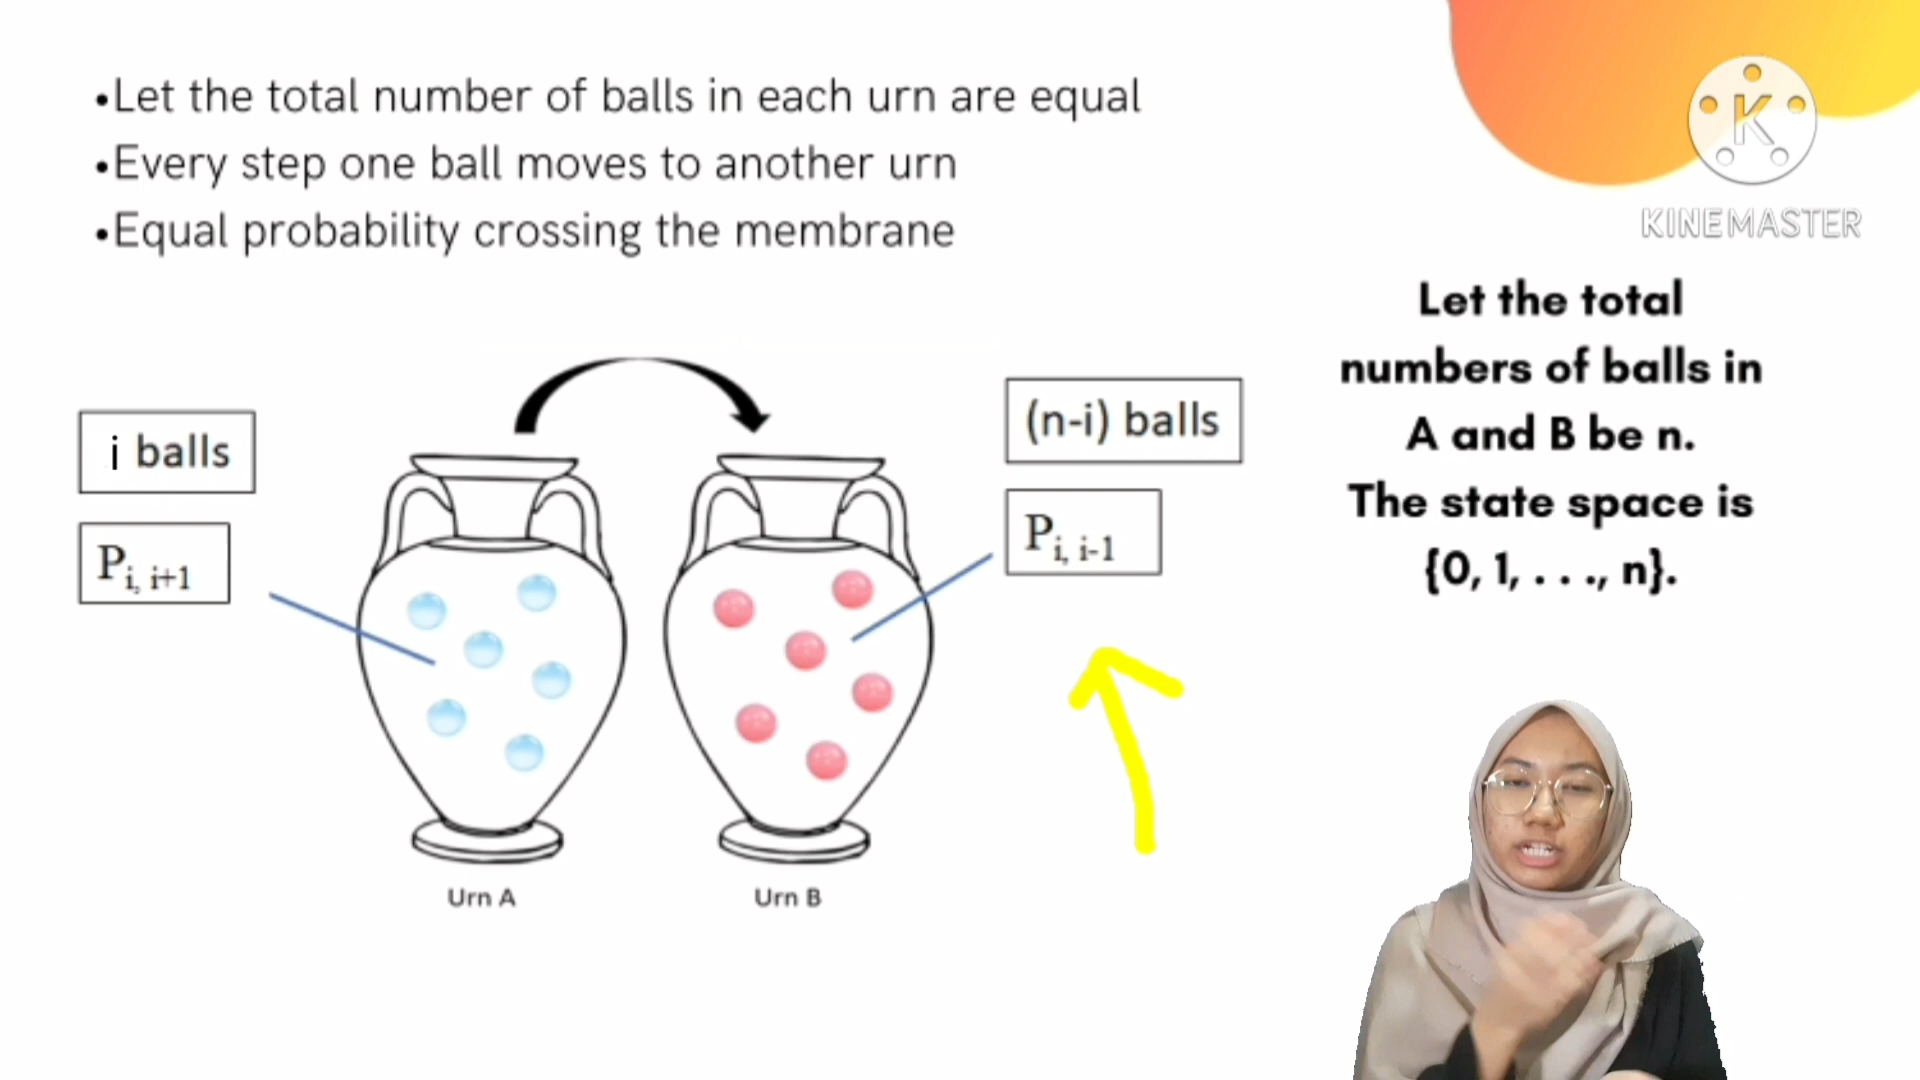 •Let the total number of balls in each urn are equal
•Every step one ball moves to another urn
•Equal probability crossing the membrane
K
KINEMASTER
Let the total
numbers of balls in
A and B be n.
The state space is
{0, 1, . . ., n}.
i balls
P i, i+1
(n-i) balls
P i, i-1
Urn A
Urn B